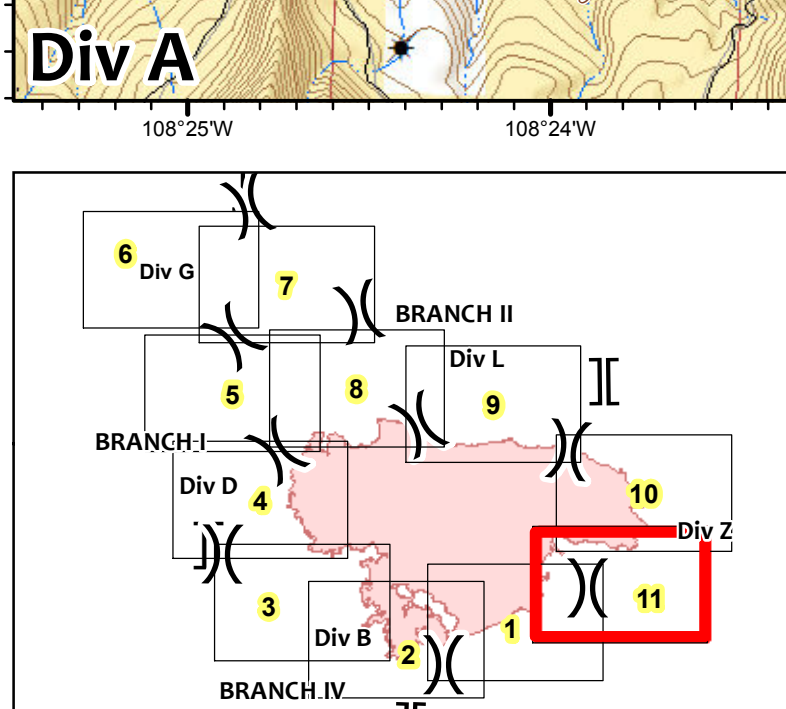 Div A
108°25'W
108°24'W
6
Div G
7
BRANCH II
Div L
5
8
9
BRANCH I
Div D
4
10
Div Z
3
11
Div B
1
2
BRANCH IV